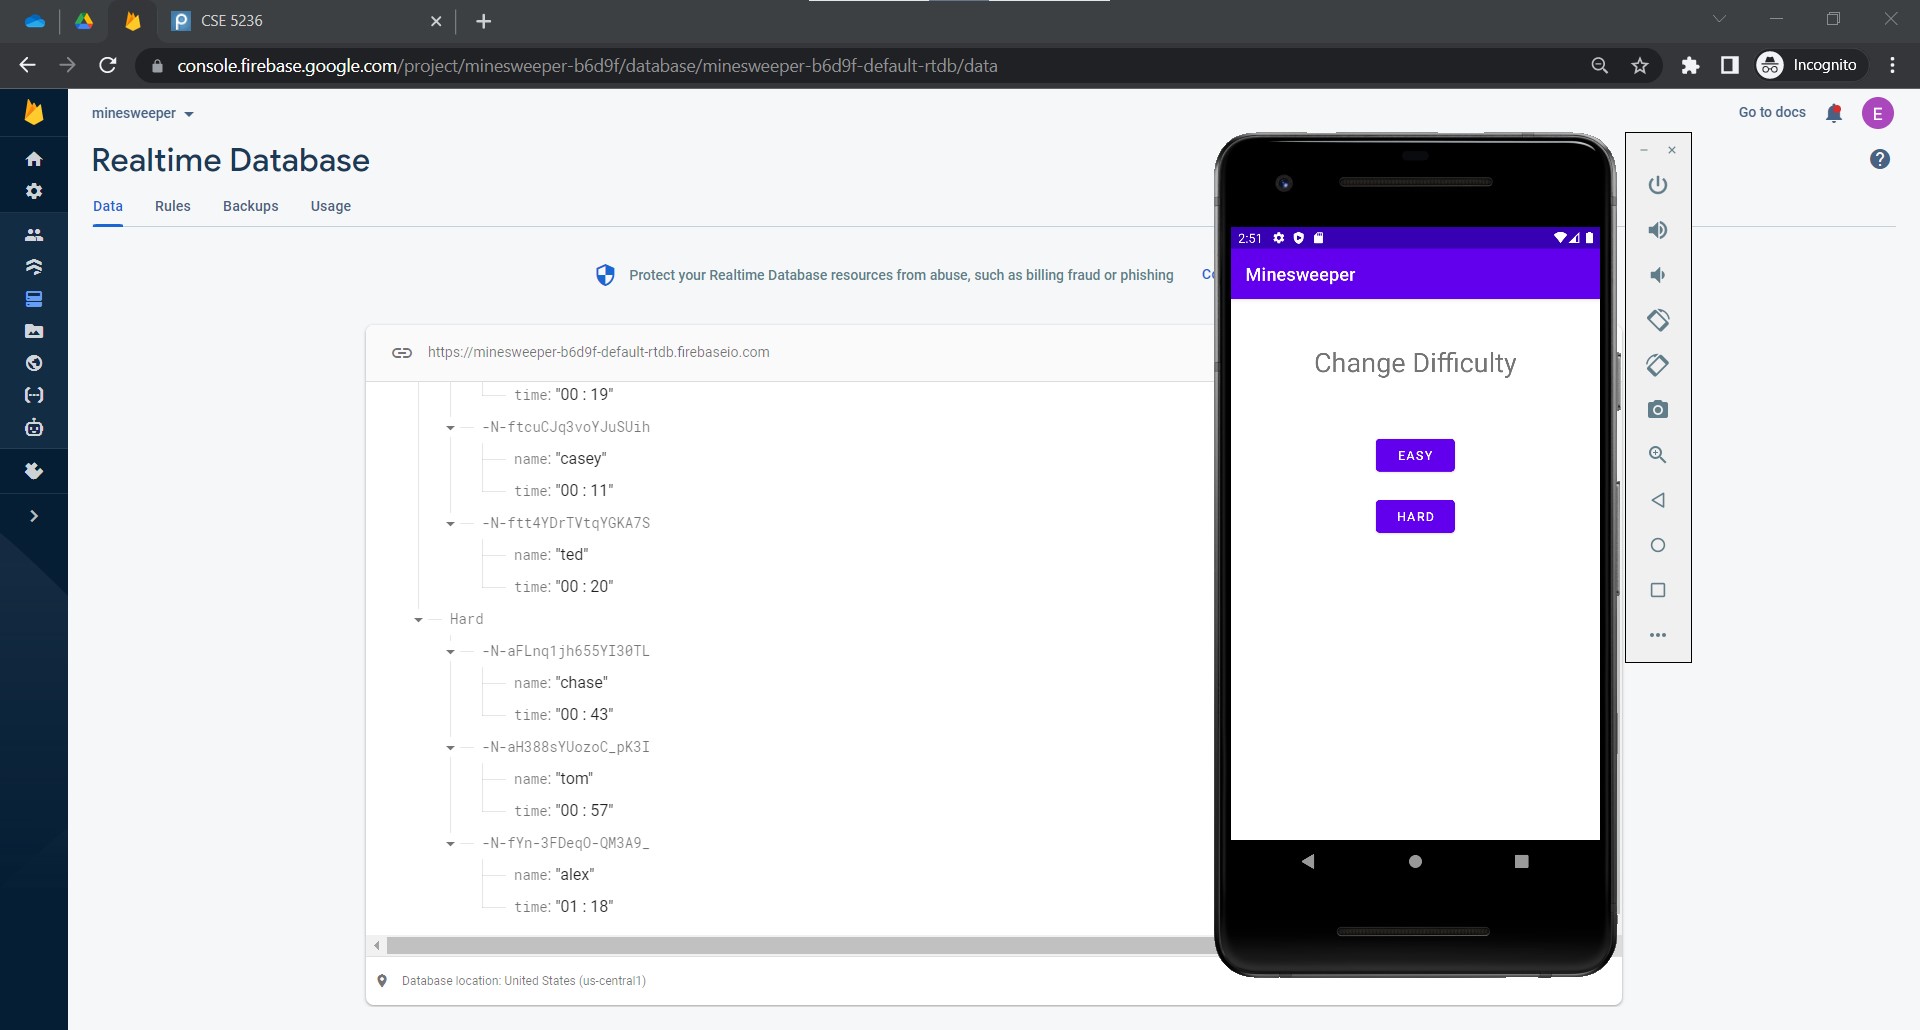 CSE 5236
console.firebase.google.com/project/minesweeper-b6d9f/database/minesweeper-b6d9f-default-rtdb/data
Incognito
minesweeper
Go to docs
E
Realtime Database
?
Data Rules Backups Usage
Protect your Realtime Database resources from abuse, such as billing fraud or phishing
https://minesweeper-b6d9f-default-rtdb.firebaseio.com
time: "00 : 19"
-N-ftcuCJq3voYJuSUih
name: "casey"
time: "00 : 11"
-N-ftt4YDrTVtqYGKA7S
name: "ted"
time: "00 : 20"
Hard
-N-aFLnq1jh655YI30TL
name: "chase"
time: "00 : 43"
-N-aH388sYUozoC_pK3I
name: "tom"
time: "00 : 57"
-N-fYn-3FDeqO-QM3A9_
name: "alex"
time: "01 : 18"
Database location: United States (us-central1)
2:51
Minesweeper
Change Difficulty
EASY
HARD